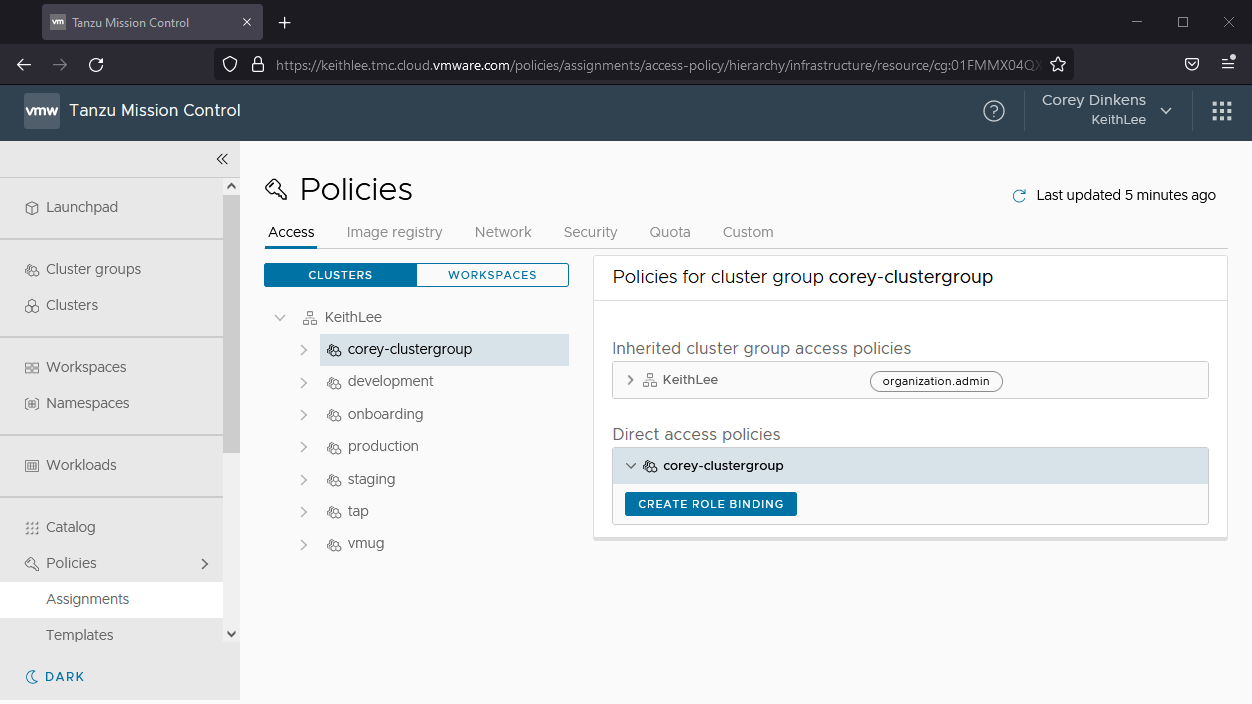 vm Tanzu Mission Control
https://keithlee.tmc.cloud.vmware.com/policies/assignments/access-policy/hierarchy/infrastructure/resource/cg:01FMMX04QX
vmw Tanzu Mission Control
Corey Dinkens
KeithLee
Launchpad
Cluster groups
Clusters
Workspaces
Namespaces
Workloads
Catalog
Policies
Assignments
Templates
DARK
Policies
Last updated 5 minutes ago
Access Image registry Network Security Quota Custom
CLUSTERS WORKSPACES
KeithLee
corey-clustergroup
development
onboarding
production
staging
tap
vmug
Policies for cluster group corey-clustergroup
Inherited cluster group access policies
KeithLee organization.admin
Direct access policies
corey-clustergroup
CREATE ROLE BINDING